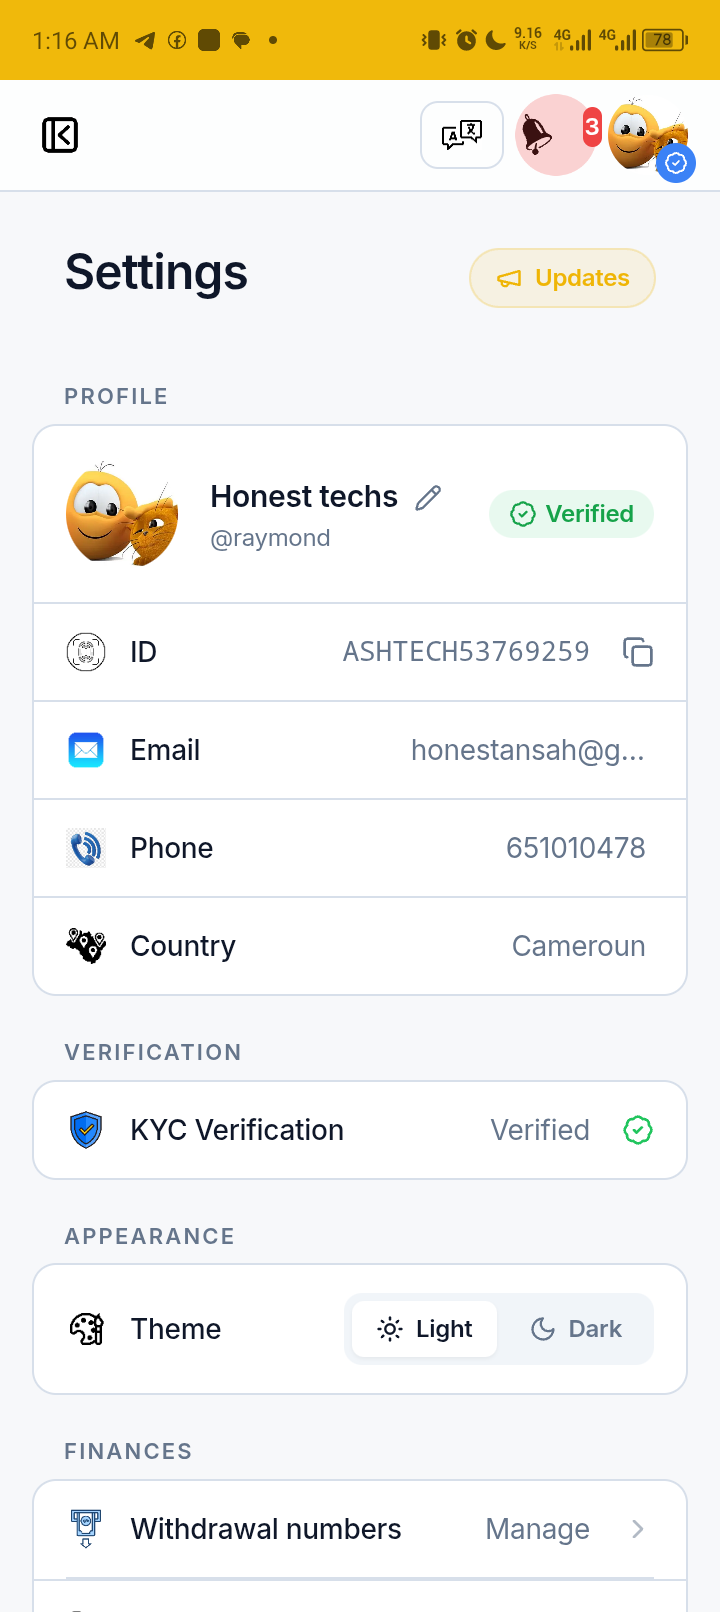 1:16 AM 9.16 K/S 4G 4G 78
3
Settings
Updates
PROFILE
Honest techs
@raymond
Verified
ID ASHTECH53769259
Email honestansah@g...
Phone 651010478
Country Cameroun
VERIFICATION
KYC Verification Verified
APPEARANCE
Theme Light Dark
FINANCES
Withdrawal numbers Manage